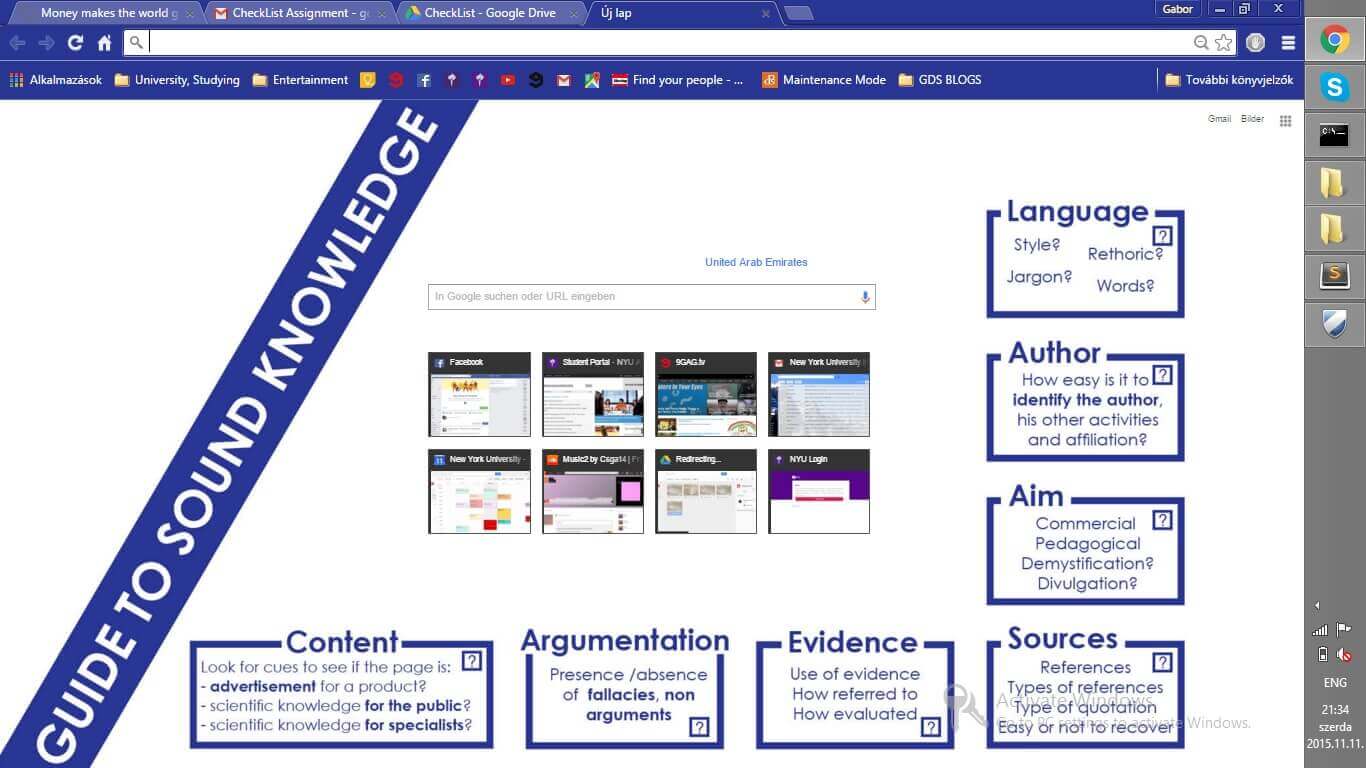 Money makes the world g
CheckList Assignment - g
CheckList - Google Drive
Új lap
Gabor
Alkalmazások
University, Studying
Entertainment
Find your people - ...
Maintenance Mode
GDS BLOGS
További könyvjelzők
Gmail
Bilder
GUIDE TO SOUND KNOWLEDGE
United Arab Emirates
In Google suchen oder URL eingeben
Facebook
Student Portal - NYU A
9GAG.tv
New York University
New York University -
Music2 by Csga14 | Fr
Redirecting...
NYU Login
Language
Style?
Rethoric?
Jargon?
Words?
Author
How easy is it to
identify the author,
his other activities
and affiliation?
Aim
Commercial
Pedagogical
Demystification?
Divulgation?
Content
Look for cues to see if the page is:
- advertisement for a product?
- scientific knowledge for the public?
- scientific knowledge for specialists?
Argumentation
Presence /absence
of fallacies, non
arguments
Evidence
Use of evidence
How referred to
How evaluated
Sources
References
Types of references
Type of quotation
Easy or not to recover
Activate Windows
Go to PC settings to activate Windows.
ENG
21:34
szerda
2015.11.11.